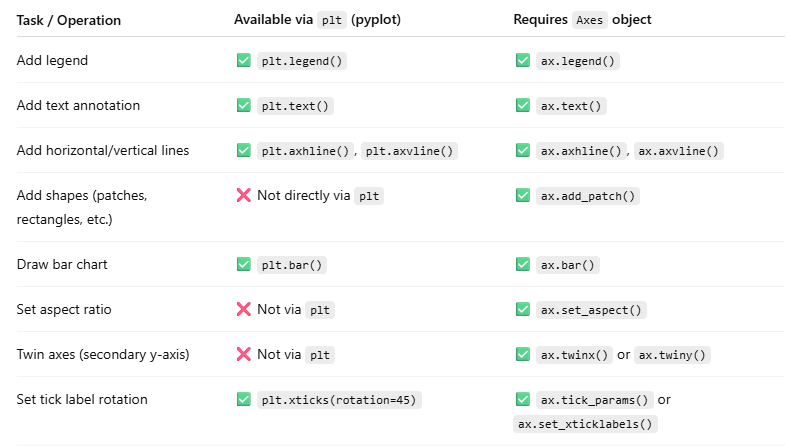 Task / Operation Available via plt (pyplot) Requires Axes object
Add legend ✅ plt.legend() ✅ ax.legend()
Add text annotation ✅ plt.text() ✅ ax.text()
Add horizontal/vertical lines ✅ plt.axhline(), plt.axvline() ✅ ax.axhline(), ax.axvline()
Add shapes (patches, ❌ Not directly via plt ✅ ax.add_patch()
rectangles, etc.)
Draw bar chart ✅ plt.bar() ✅ ax.bar()
Set aspect ratio ❌ Not via plt ✅ ax.set_aspect()
Twin axes (secondary y-axis) ❌ Not via plt ✅ ax.twinx() or ax.twiny()
Set tick label rotation ✅ plt.xticks(rotation=45) ✅ ax.tick_params() or
ax.set_xticklabels()